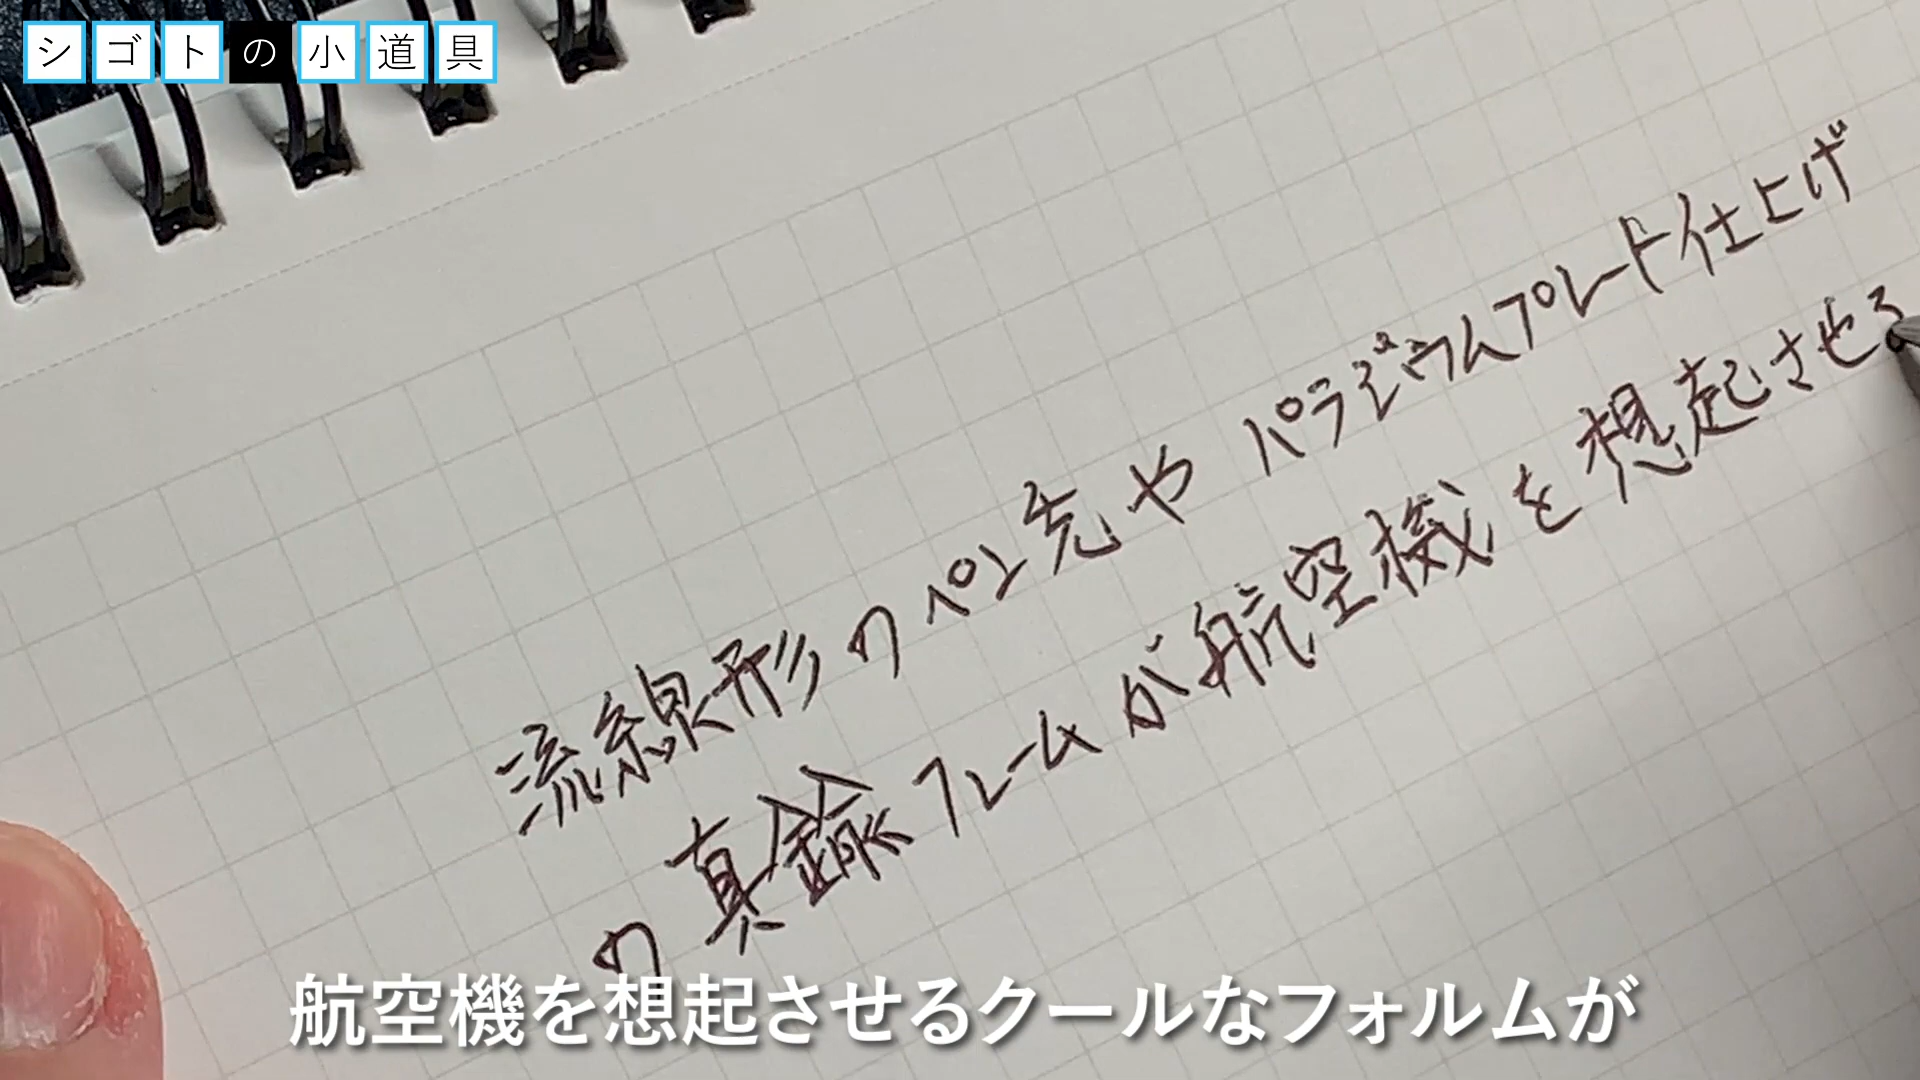 シゴトの小道具
流線形のペン先やパラジウムプレート仕上げ
の真鍮フレームが航空機を想起させる
航空機を想起させるクールなフォルムが